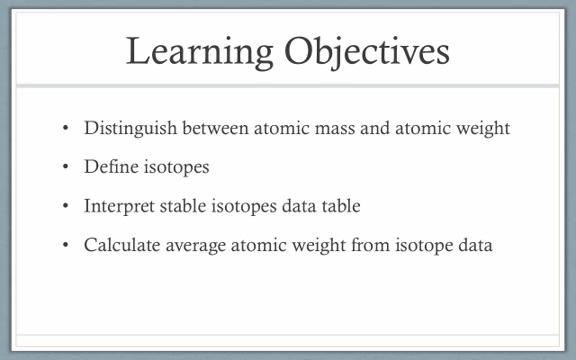 Learning Objectives
• Distinguish between atomic mass and atomic weight
• Define isotopes
• Interpret stable isotopes data table
• Calculate average atomic weight from isotope data